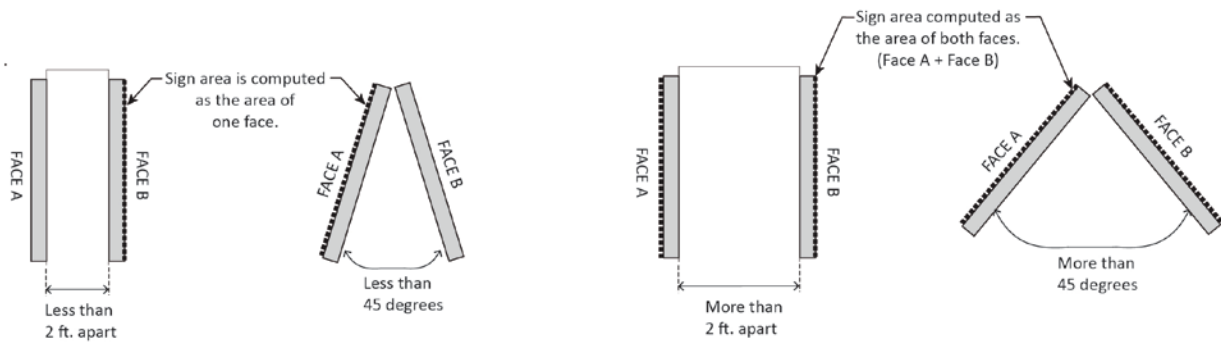 Sign area is computed
as the area of
one face.
FACE A
FACE B
FACE A
FACE B
Less than
2 ft. apart
Less than
45 degrees
Sign area computed as
the area of both faces.
(Face A + Face B)
FACE A
FACE B
FACE A
FACE B
More than
2 ft. apart
More than
45 degrees